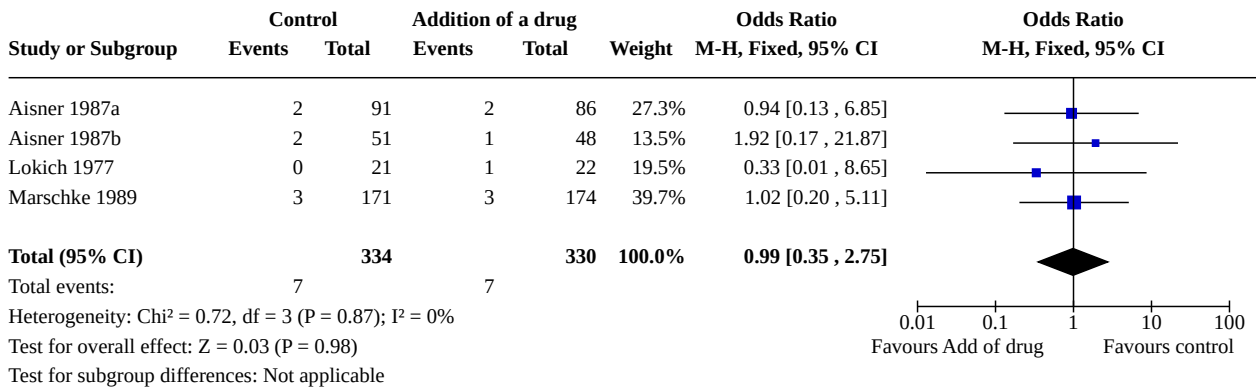 Control Addition of a drug Odds Ratio Odds Ratio
Study or Subgroup Events Total Events Total Weight M-H, Fixed, 95% CI M-H, Fixed, 95% CI
Aisner 1987a 2 91 2 86 27.3% 0.94 [0.13 , 6.85]
Aisner 1987b 2 51 1 48 13.5% 1.92 [0.17 , 21.87]
Lokich 1977 0 21 1 22 19.5% 0.33 [0.01 , 8.65]
Marschke 1989 3 171 3 174 39.7% 1.02 [0.20 , 5.11]
Total (95% CI) 334 330 100.0% 0.99 [0.35 , 2.75]
Total events: 7 7
Heterogeneity: Chi² = 0.72, df = 3 (P = 0.87); I² = 0%
0.01 0.1 1 10 100
Test for overall effect: Z = 0.03 (P = 0.98) Favours Add of drug Favours control
Test for subgroup differences: Not applicable